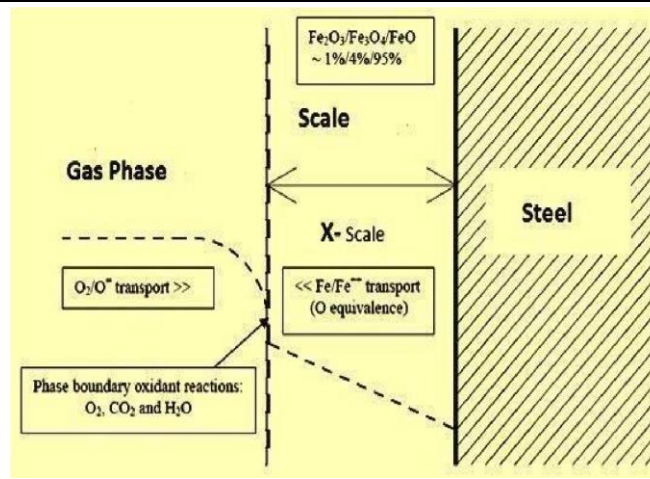 Fe₂O₃/Fe₃O₄/FeO
~ 1%/4%/95%
Scale
Gas Phase
Steel
X- Scale
O₂/O⁼ transport >>
<< Fe/Fe⁺⁺ transport
(O equivalence)
Phase boundary oxidant reactions:
O₂, CO₂ and H₂O